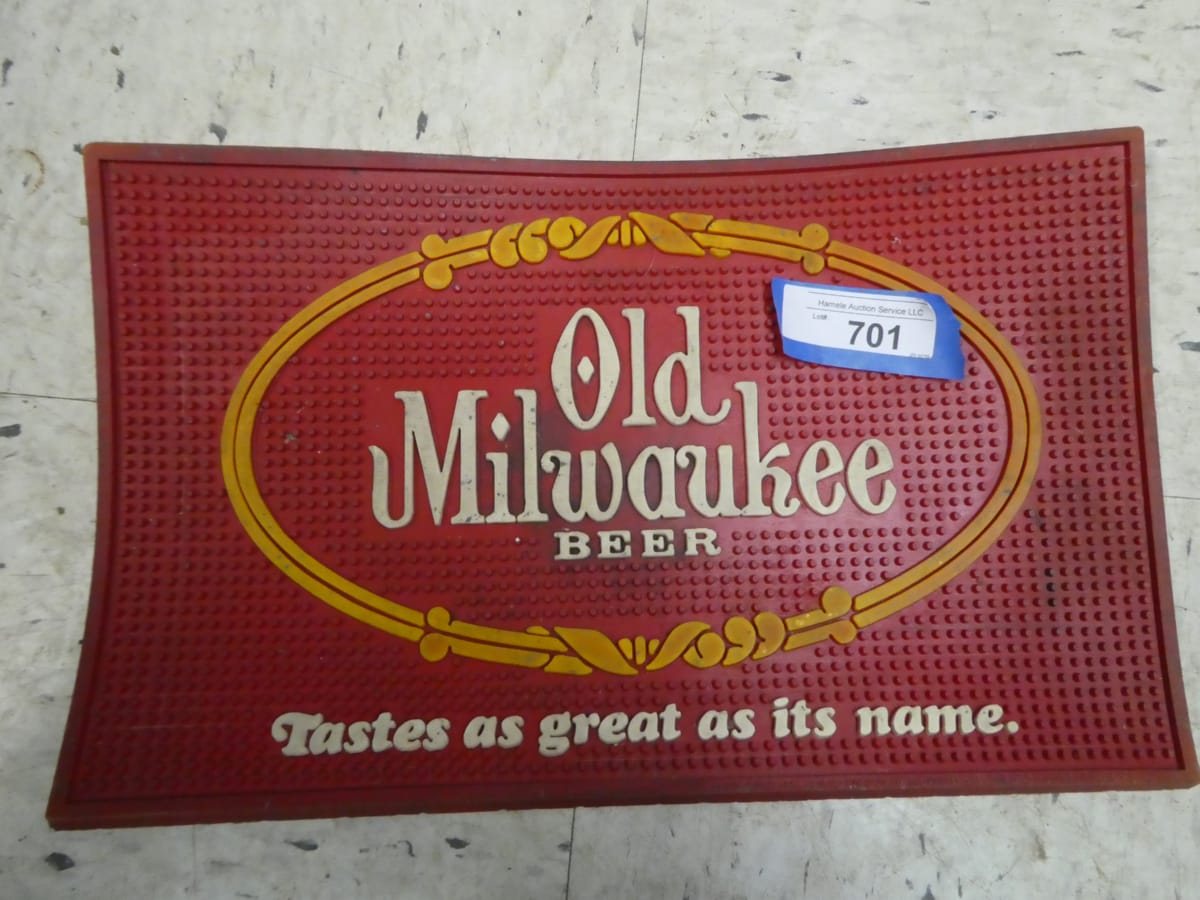 Hamele Auction Service LLC
Lot#:
701
Old
Milwaukee
BEER
Tastes as great as its name.